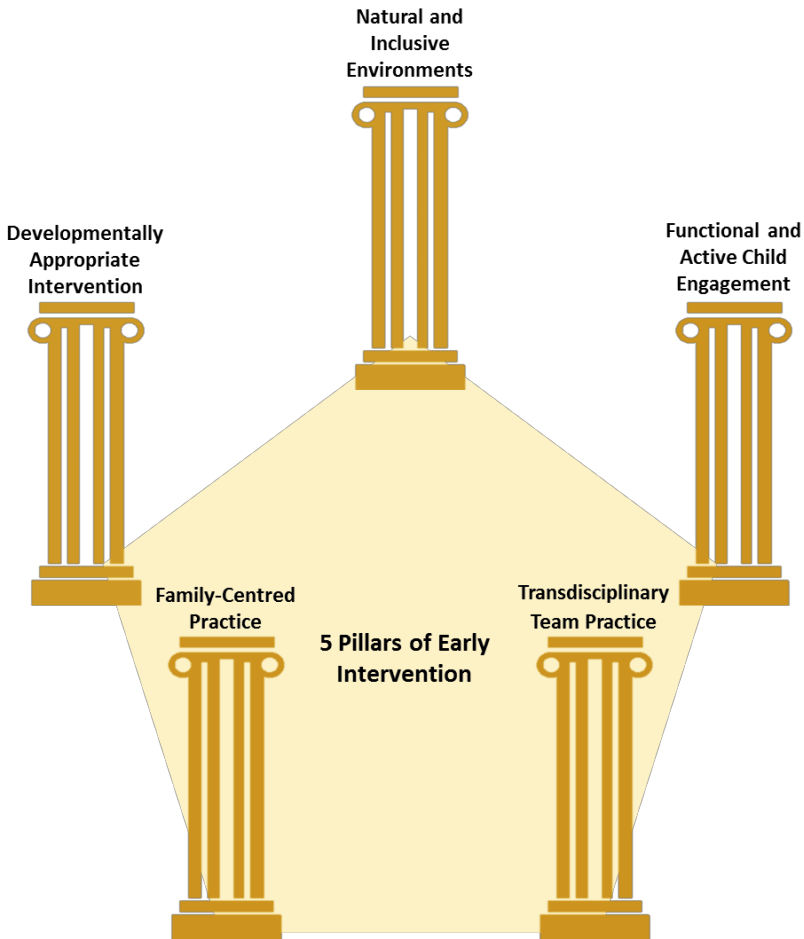 Natural and
Inclusive
Environments
Developmentally
Appropriate
Intervention
Functional and
Active Child
Engagement
Family-Centred
Practice
Transdisciplinary
Team Practice
5 Pillars of Early
Intervention